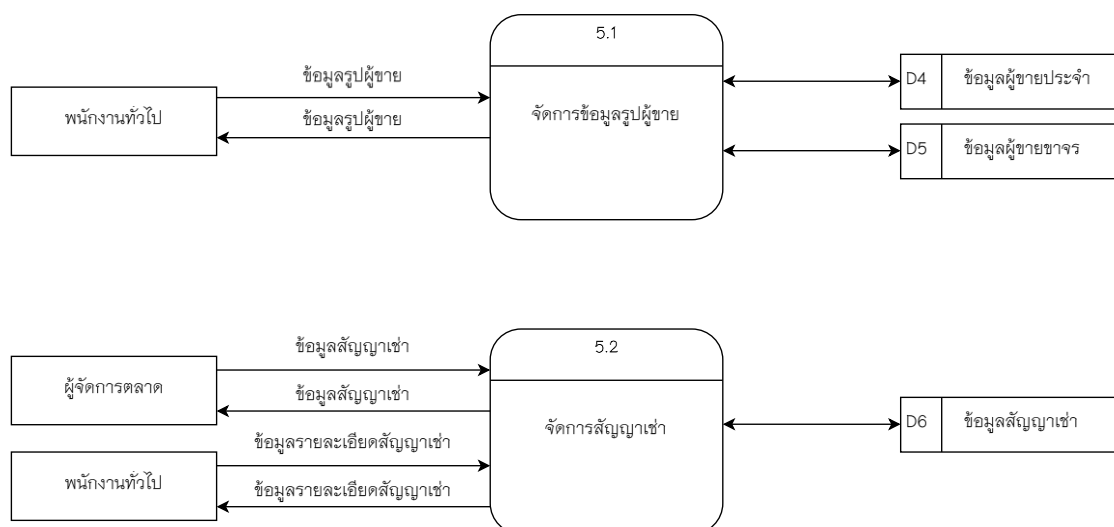 5.1
ข้อมูลรูปผู้ขาย
พนักงานทั่วไป
ข้อมูลรูปผู้ขาย
จัดการข้อมูลรูปผู้ขาย
D4 ข้อมูลผู้ขายประจำ
D5 ข้อมูลผู้ขายขาจร
5.2
ข้อมูลสัญญาเช่า
ผู้จัดการตลาด
ข้อมูลสัญญาเช่า
จัดการสัญญาเช่า
D6 ข้อมูลสัญญาเช่า
ข้อมูลรายละเอียดสัญญาเช่า
พนักงานทั่วไป
ข้อมูลรายละเอียดสัญญาเช่า